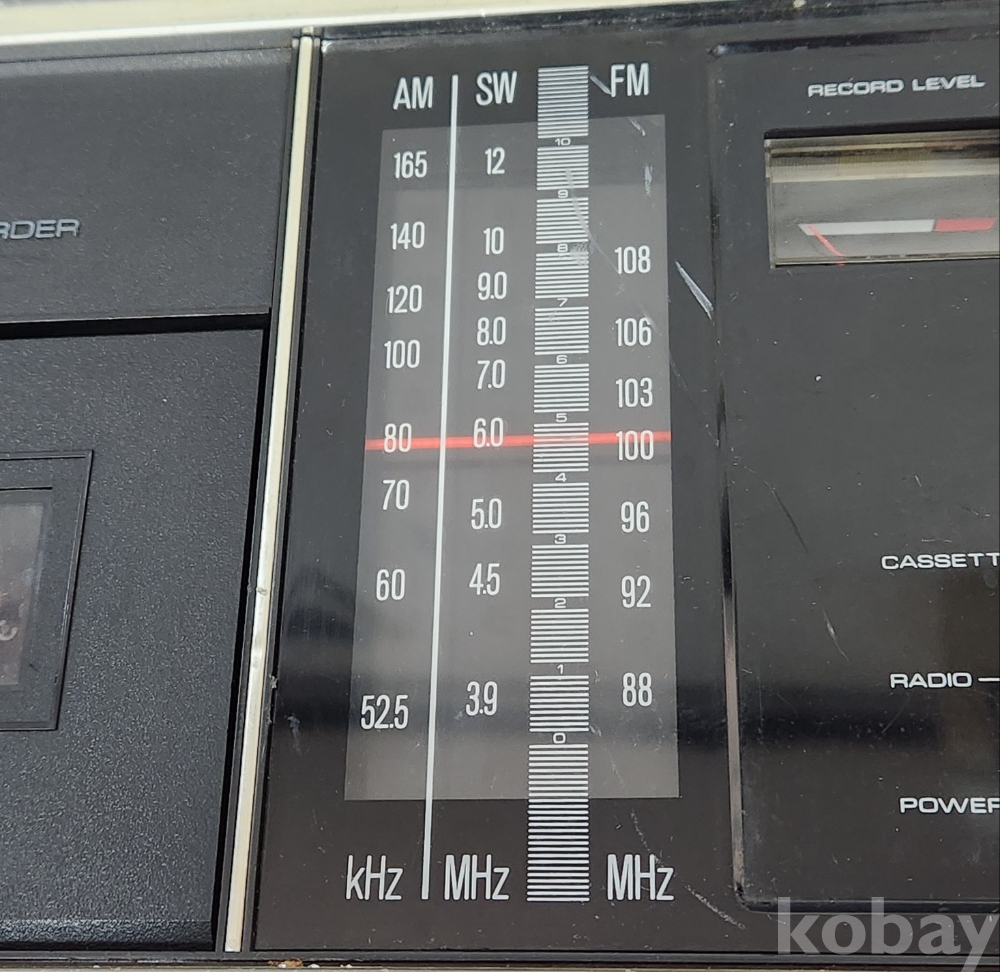 RDER
AM SW FM
165 12
140 10 108
120 9.0
8.0 106
100 7.0 103
80 6.0 100
70
5.0 96
60 4.5 92
52.5 3.9 88
kHz MHz MHz
10
9
8
7
6
5
4
3
2
1
0
RECORD LEVEL
CASSETT
RADIO
POWER
kobay